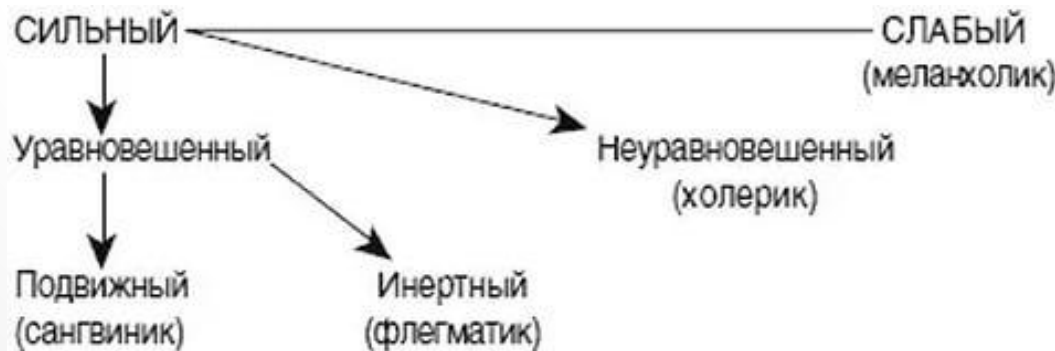 СИЛЬНЫЙ
СЛАБЫЙ
(меланхолик)
Уравновешенный
Неуравновешенный
(холерик)
Подвижный
(сангвиник)
Инертный
(флегматик)